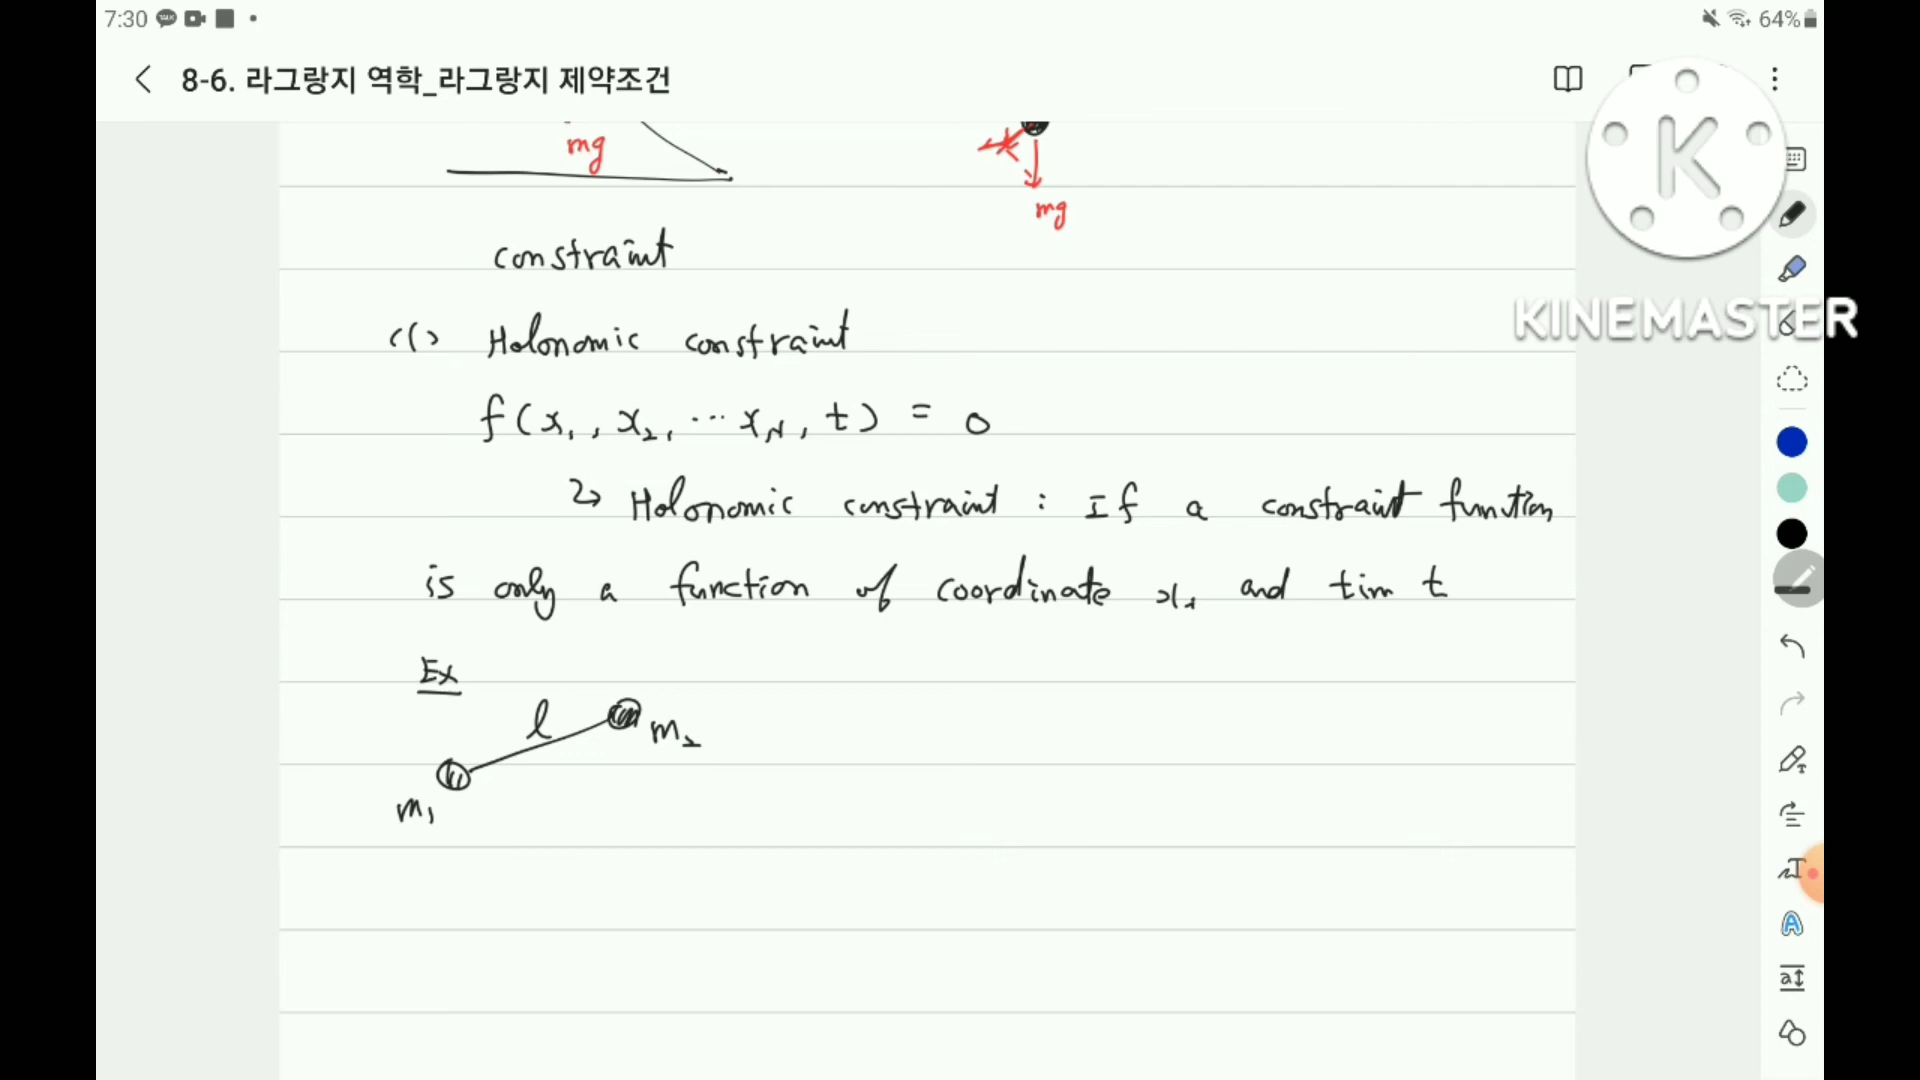 7:30
64%
8-6. 라그랑지 역학_라그랑지 제약조건
K
KINEMASTER
mg
mg
constraint
(1) Holonomic constraint
f(x₁, x₂, ⋯ x_N, t) = 0
↳ Holonomic constraint : If a constraint function
is only a function of coordinate and tim t
Ex
l
m₂
m₁